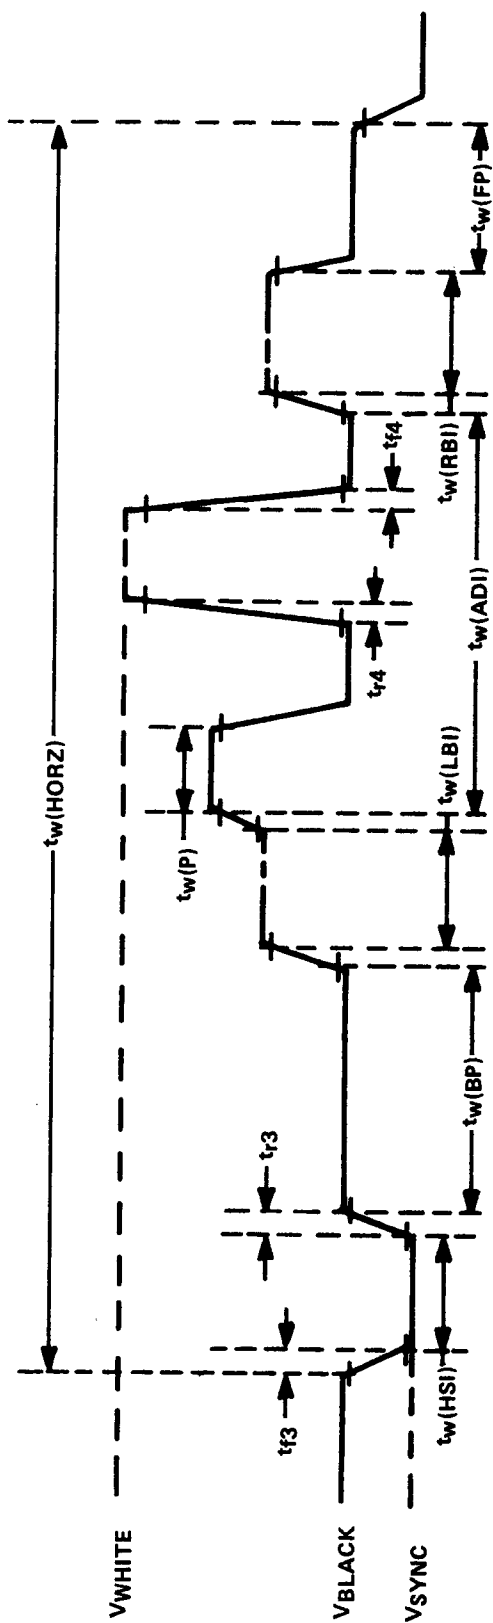 VWHITE
VBLACK
VSYNC
tw(HORZ)
tw(P)
tr4
tf4
tf3
tr3
tw(HSI)
tw(BP)
tw(LBI)
tw(ADI)
tw(RBI)
tw(FP)